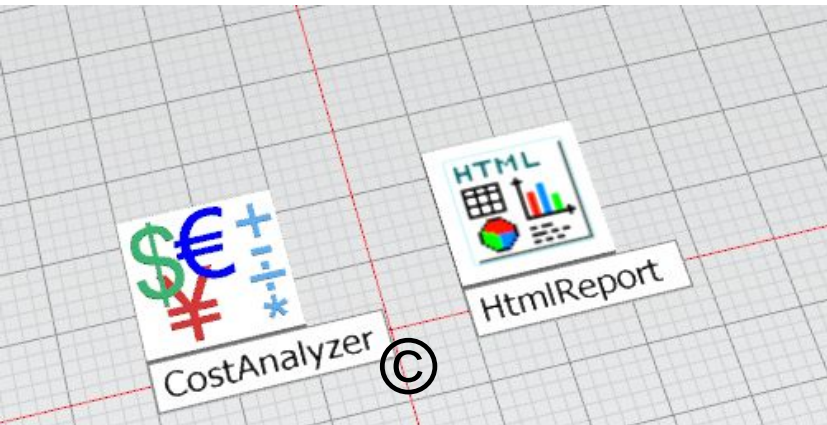 $ € ¥ + - ÷ *
CostAnalyzer
HTML
HtmlReport
©